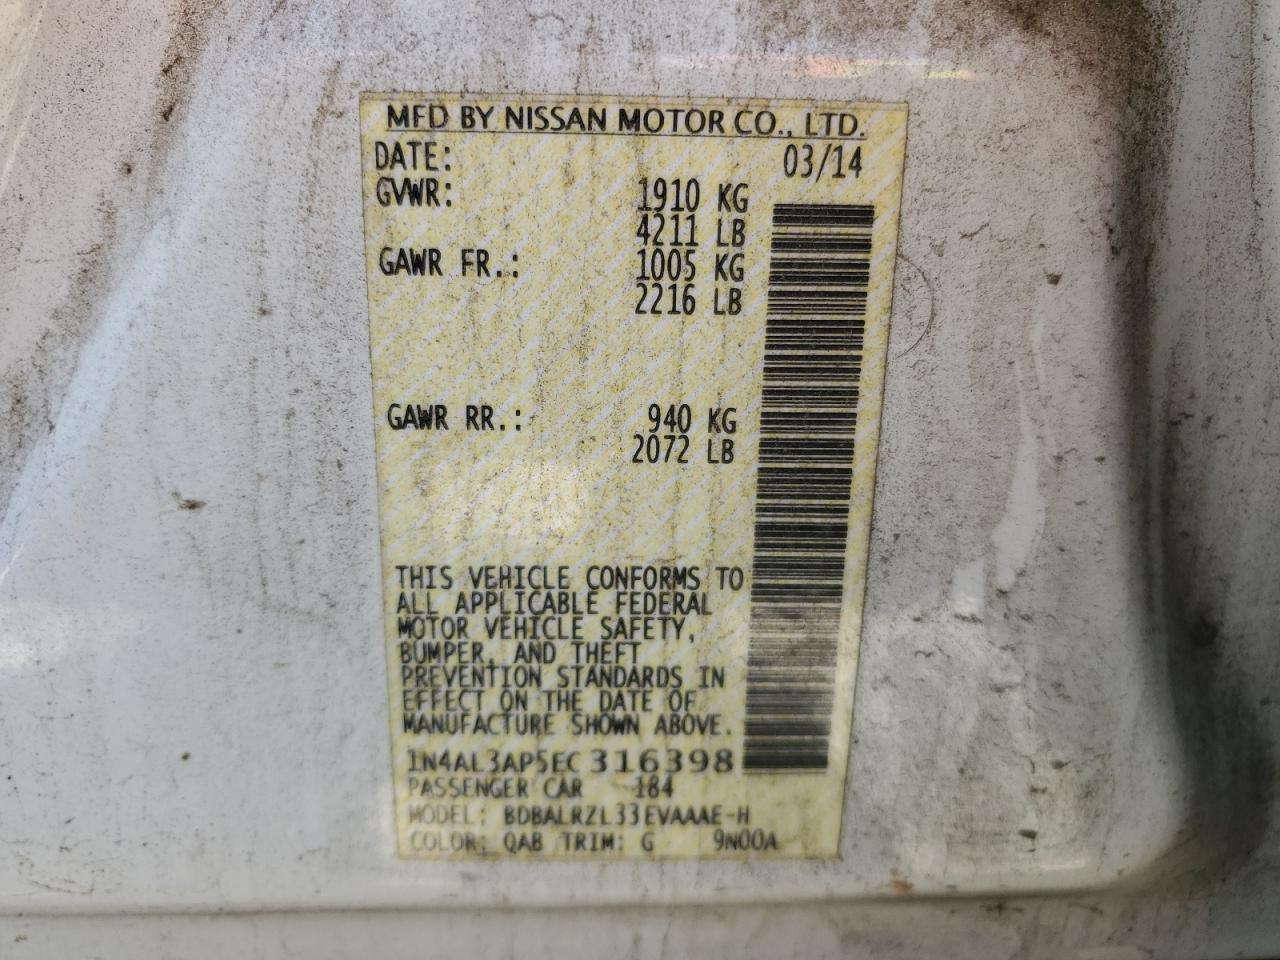 MFD BY NISSAN MOTOR CO., LTD.
DATE: 03/14
GVWR: 1910 KG
4211 LB
GAWR FR.: 1005 KG
2216 LB
GAWR RR.: 940 KG
2072 LB
THIS VEHICLE CONFORMS TO
ALL APPLICABLE FEDERAL
MOTOR VEHICLE SAFETY,
BUMPER, AND THEFT
PREVENTION STANDARDS IN
EFFECT ON THE DATE OF
MANUFACTURE SHOWN ABOVE.
1N4AL3AP5EC316398
PASSENGER CAR 184
MODEL: BDBALRZL33EVAAAE-H
COLOR: QAB TRIM: G 9N00A